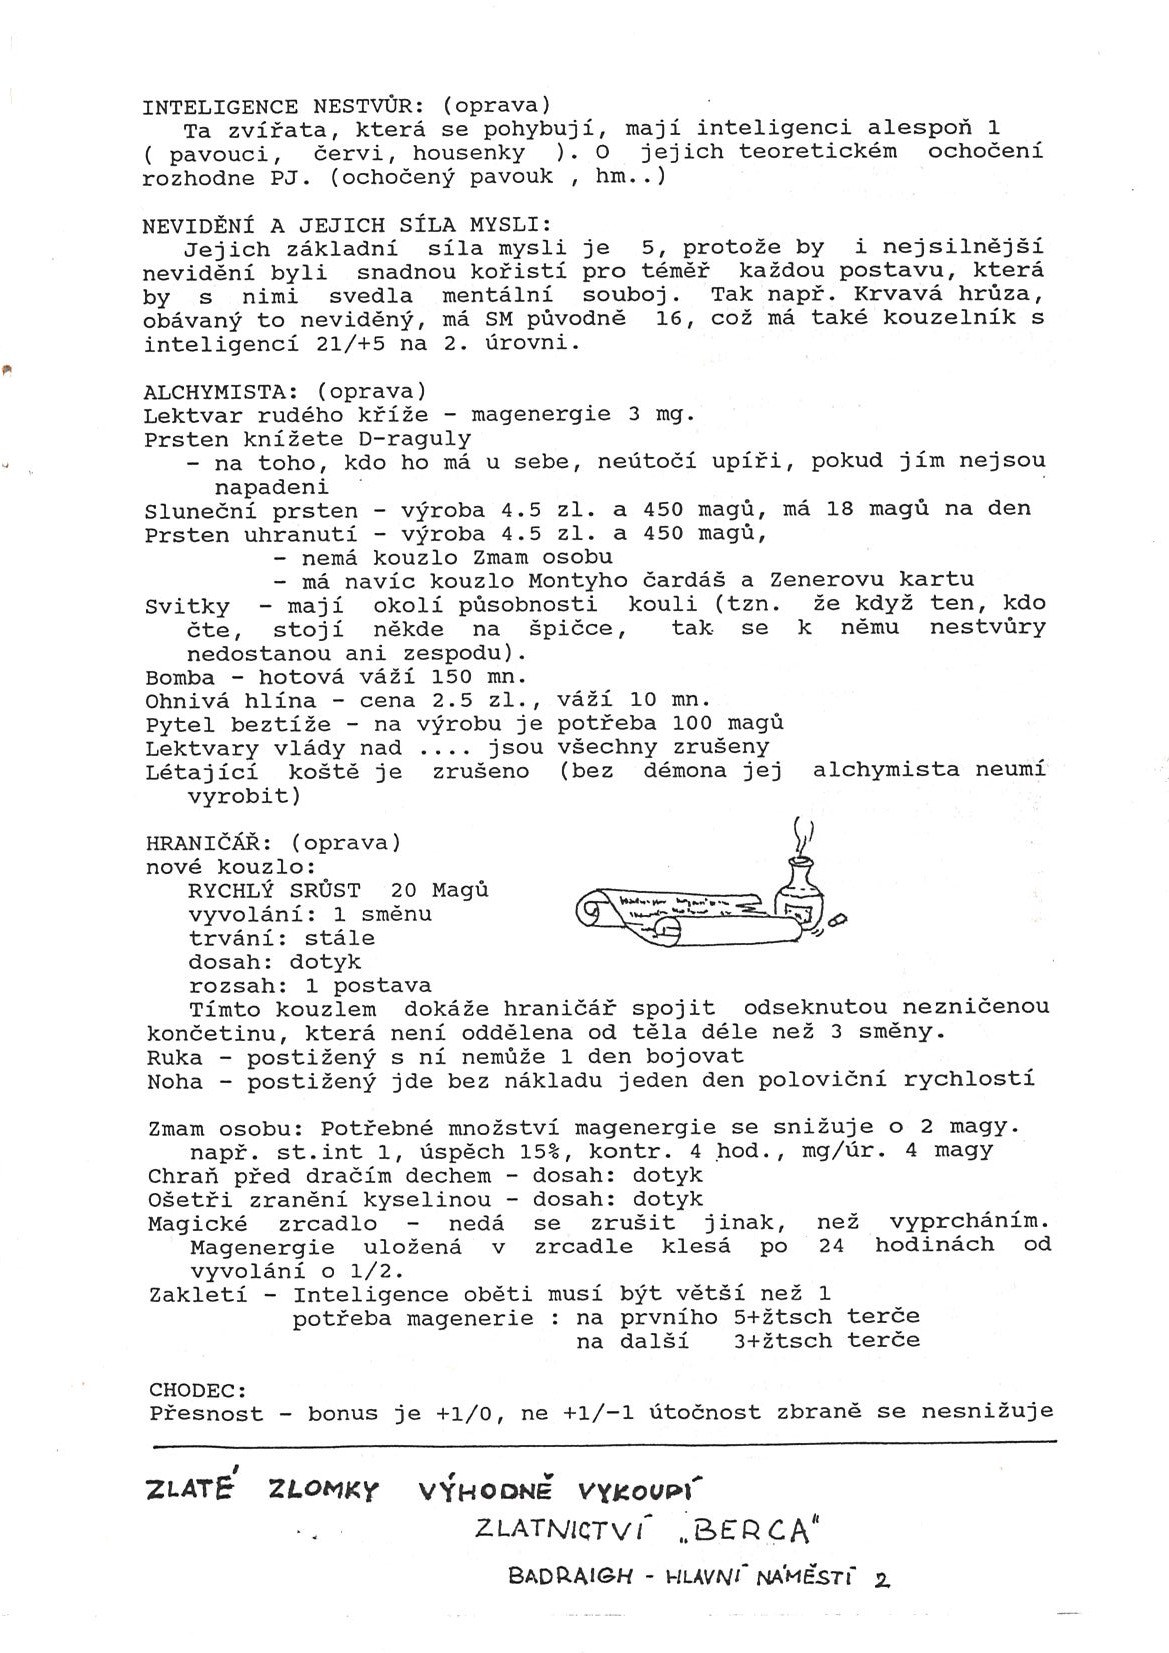 INTELIGENCE NESTVŮR: (oprava)
Ta zvířata, která se pohybují, mají inteligenci alespoň 1
( pavouci, červi, housenky ). O jejich teoretickém ochočení
rozhodne PJ. (ochočený pavouk , hm..)
NEVIDĚNÍ A JEJICH SÍLA MYSLI:
Jejich základní síla mysli je 5, protože by i nejsilnější
nevidění byli snadnou kořistí pro téměř každou postavu, která
by s nimi svedla mentální souboj. Tak např. Krvavá hrůza,
obávaný to neviděný, má SM původně 16, což má také kouzelník s
inteligencí 21/+5 na 2. úrovni.
ALCHYMISTA: (oprava)
Lektvar rudého kříže - magenergie 3 mg.
Prsten knížete D-raguly
- na toho, kdo ho má u sebe, neútočí upíři, pokud jím nejsou
napadeni
Sluneční prsten - výroba 4.5 zl. a 450 magů, má 18 magů na den
Prsten uhranutí - výroba 4.5 zl. a 450 magů,
- nemá kouzlo Zmam osobu
- má navíc kouzlo Montyho čardáš a Zenerovu kartu
Svitky - mají okolí působnosti kouli (tzn. že když ten, kdo
čte, stojí někde na špičce, tak se k němu nestvůry
nedostanou ani zespodu).
Bomba - hotová váží 150 mn.
Ohnivá hlína - cena 2.5 zl., váží 10 mn.
Pytel beztíže - na výrobu je potřeba 100 magů
Lektvary vlády nad .... jsou všechny zrušeny
Létající koště je zrušeno (bez démona jej alchymista neumí
vyrobit)
HRANIČÁŘ: (oprava)
nové kouzlo:
RYCHLÝ SRŮST 20 Magů
vyvolání: 1 směnu
trvání: stále
dosah: dotyk
rozsah: 1 postava
Tímto kouzlem dokáže hraničář spojit odseknutou nezničenou
končetinu, která není oddělena od těla déle než 3 směny.
Ruka - postižený s ní nemůže 1 den bojovat
Noha - postižený jde bez nákladu jeden den poloviční rychlostí
Zmam osobu: Potřebné množství magenergie se snižuje o 2 magy.
např. st.int 1, úspěch 15%, kontr. 4 hod., mg/úr. 4 magy
Chraň před dračím dechem - dosah: dotyk
Ošetři zranění kyselinou - dosah: dotyk
Magické zrcadlo - nedá se zrušit jinak, než vyprcháním.
Magenergie uložená v zrcadle klesá po 24 hodinách od
vyvolání o 1/2.
Zakletí - Inteligence oběti musí být větší než 1
potřeba magenerie : na prvního 5+žtsch terče
na další 3+žtsch terče
CHODEC:
Přesnost - bonus je +1/0, ne +1/-1 útočnost zbraně se nesnižuje
ZLATÉ ZLOMKY VÝHODNĚ VYKOUPÍ
ZLATNICTVÍ „BERCA"
BADRAIGH - HLAVNÍ NÁMĚSTÍ 2